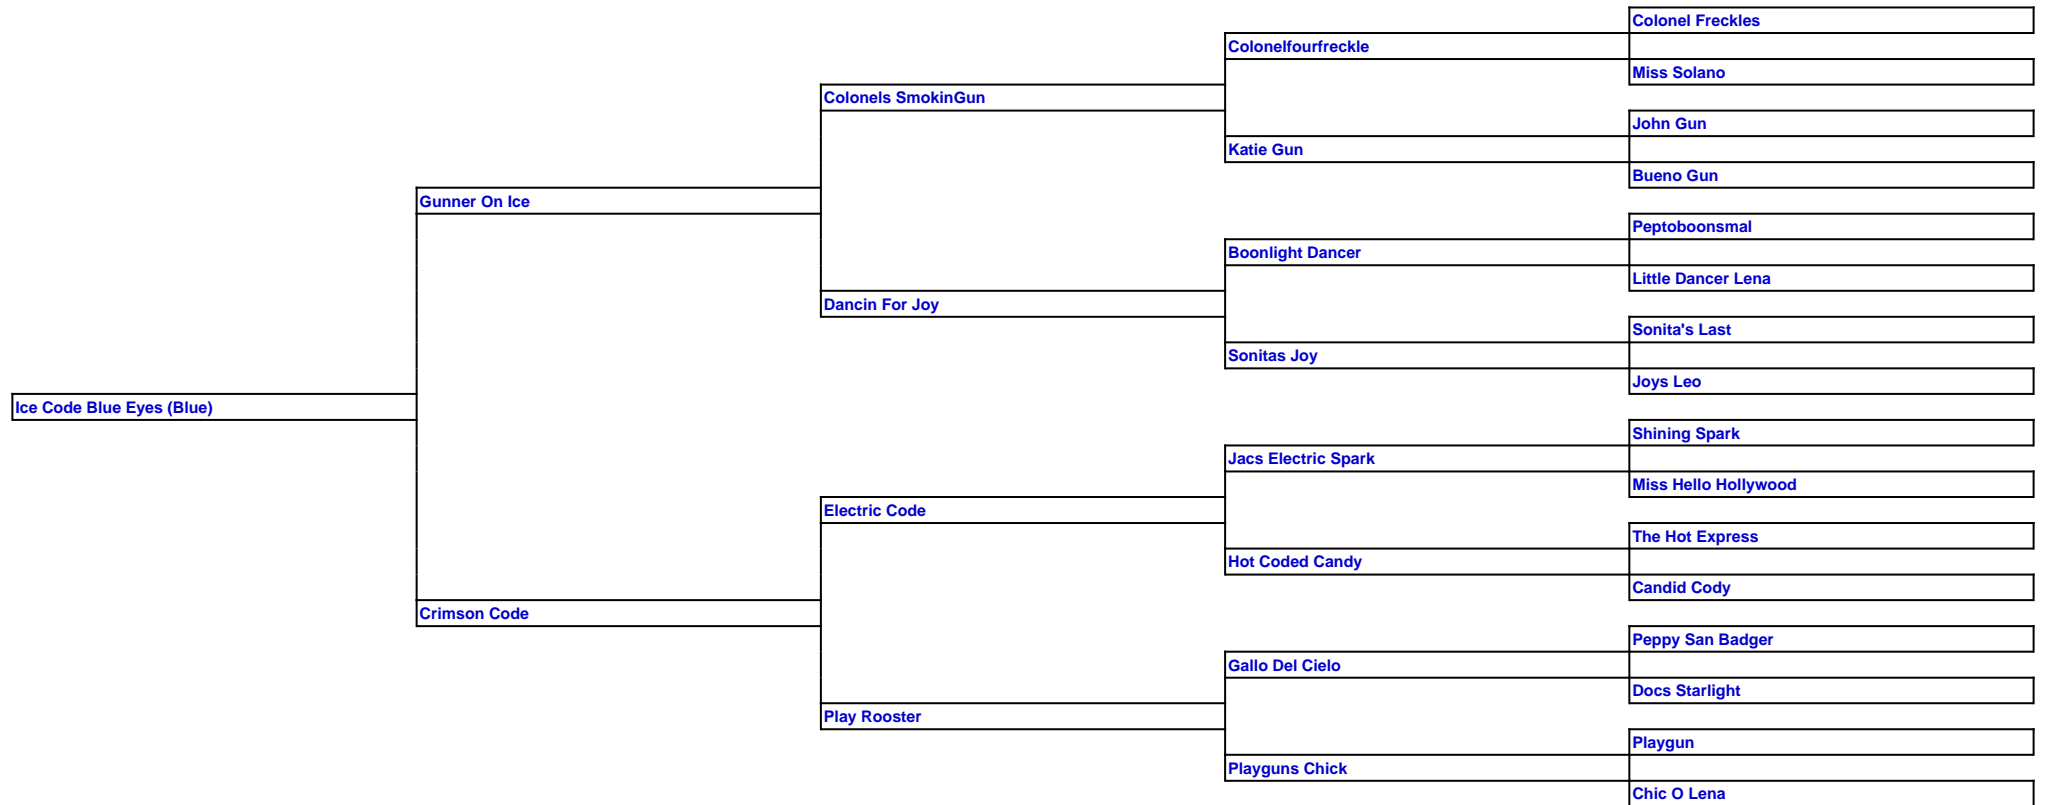 Colonel Freckles
Colonelfourfreckle
Miss Solano
Colonels SmokinGun
John Gun
Katie Gun
Bueno Gun
Gunner On Ice
Peptoboonsmal
Boonlight Dancer
Little Dancer Lena
Dancin For Joy
Sonita's Last
Sonitas Joy
Joys Leo
Ice Code Blue Eyes (Blue)
Shining Spark
Jacs Electric Spark
Miss Hello Hollywood
Electric Code
The Hot Express
Hot Coded Candy
Candid Cody
Crimson Code
Peppy San Badger
Gallo Del Cielo
Docs Starlight
Play Rooster
Playgun
Playguns Chick
Chic O Lena